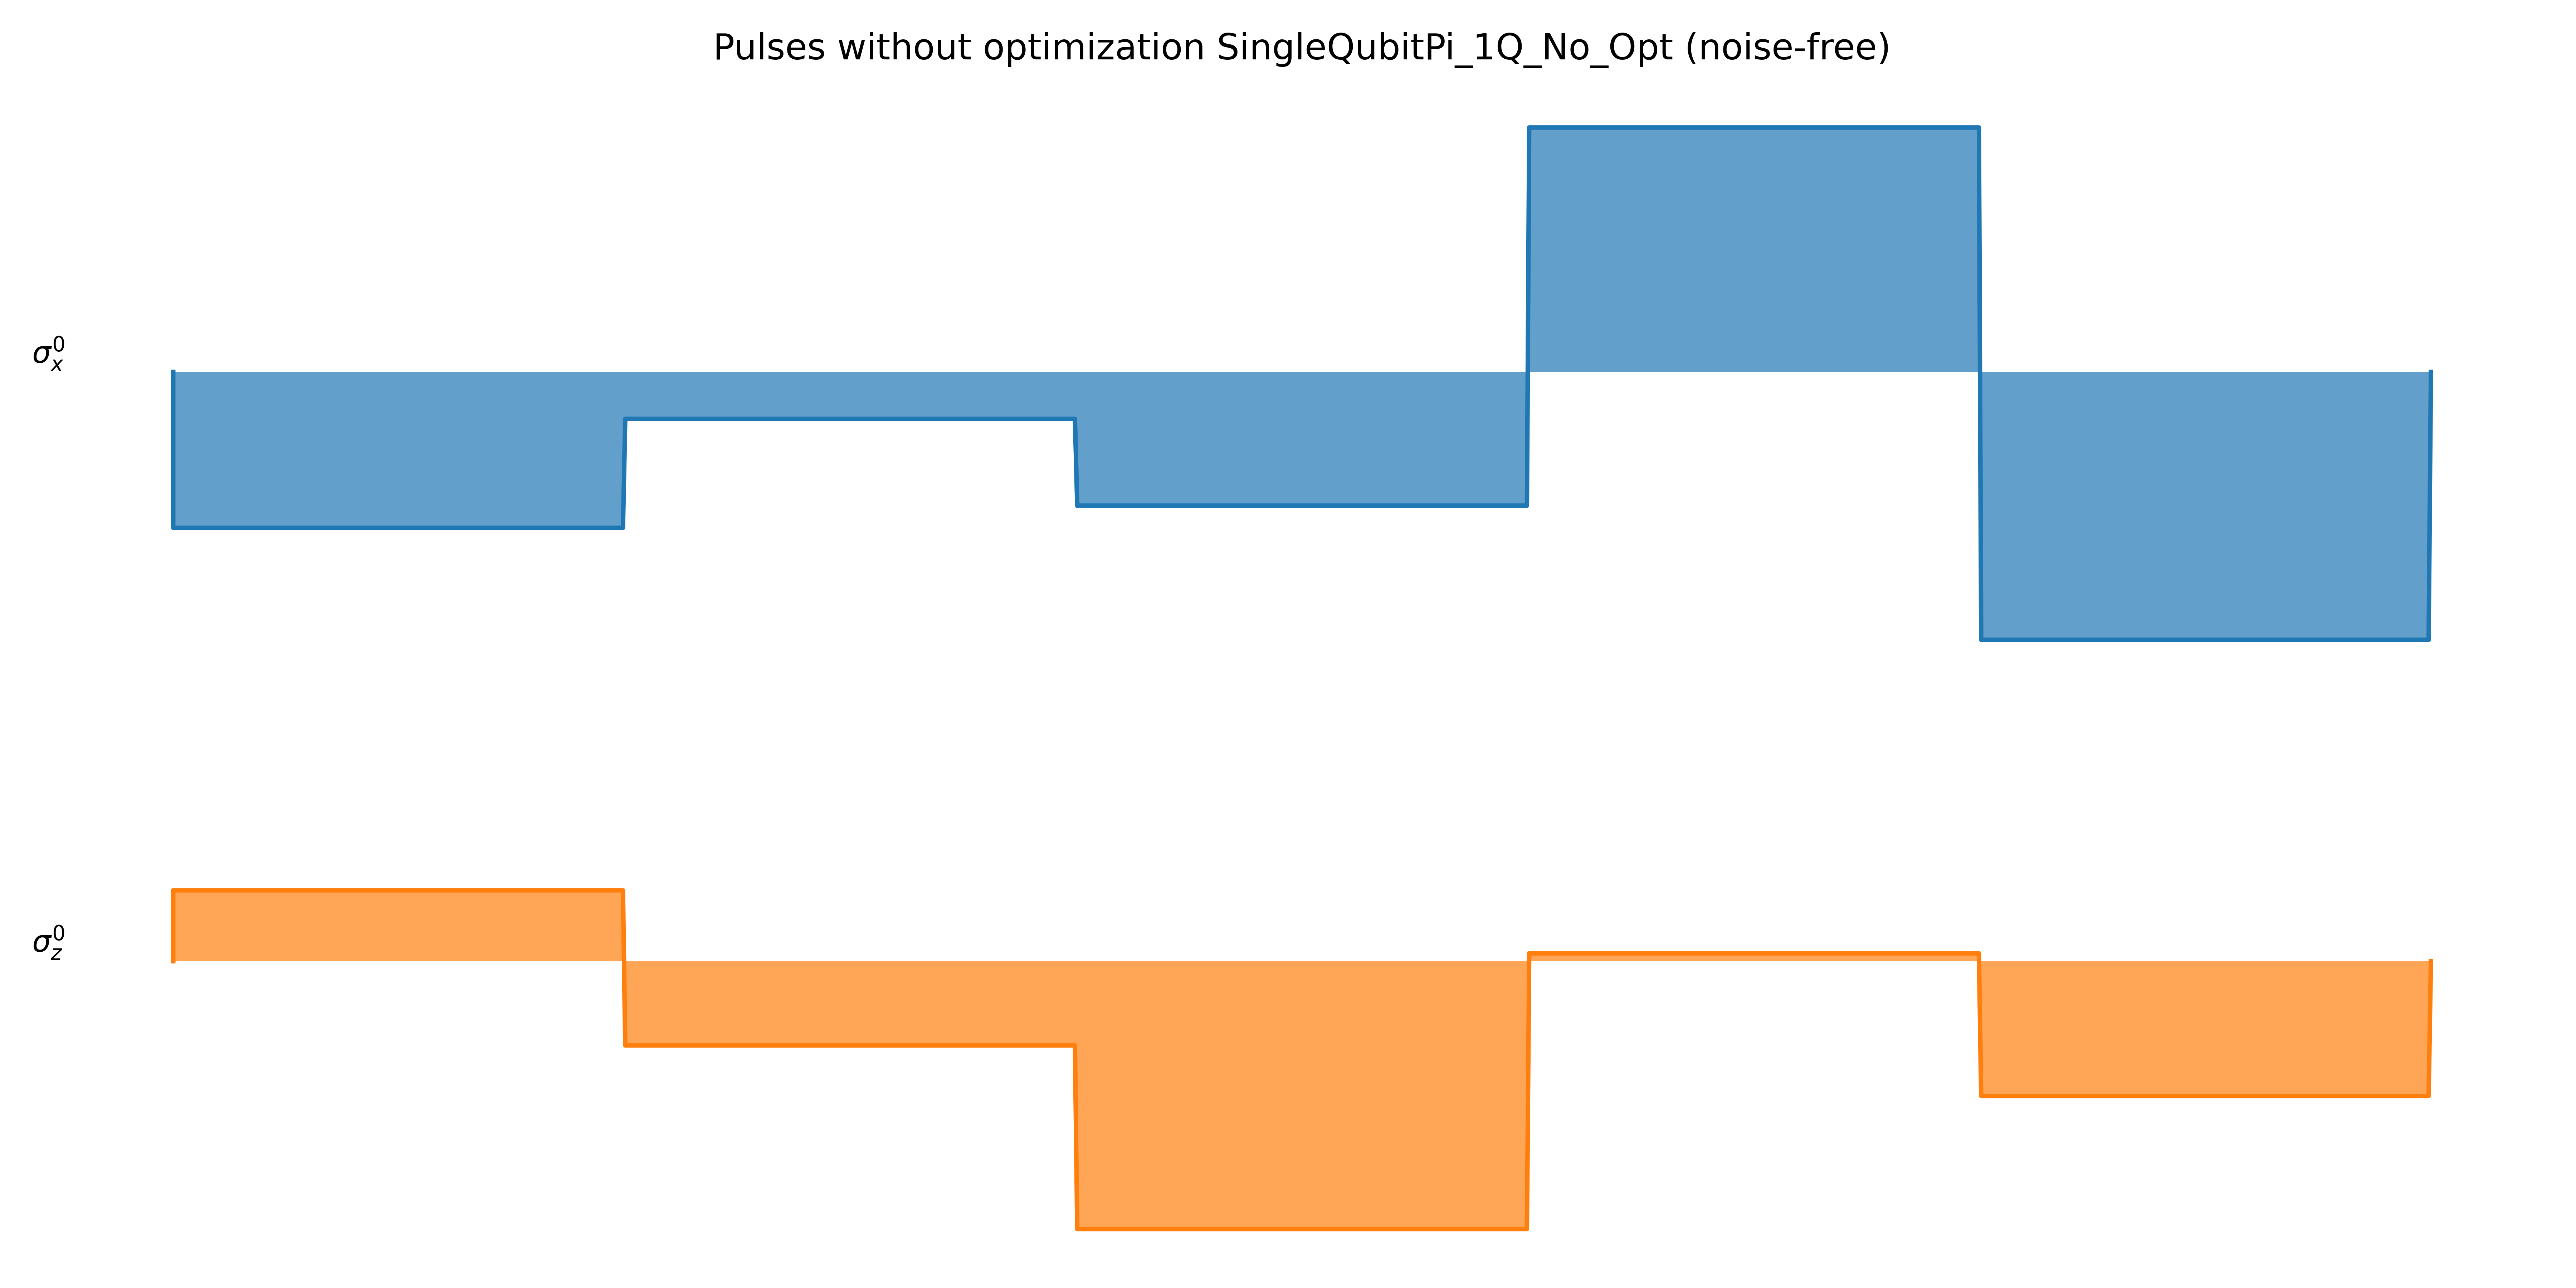 Pulses without optimization SingleQubitPi_1Q_No_Opt (noise-free)
σ_x^0
σ_z^0